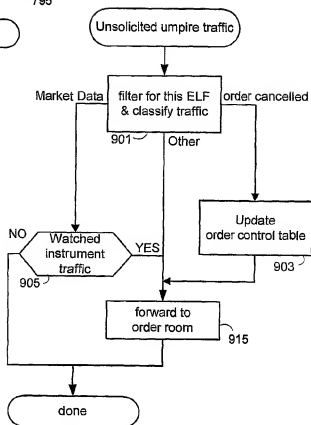 795
Unsolicited umpire traffic
Market Data
filter for this ELF
& classify traffic
order cancelled
901
Other
Update
order control table
903
NO
Watched
instrument
traffic
YES
905
forward to
order room
915
done